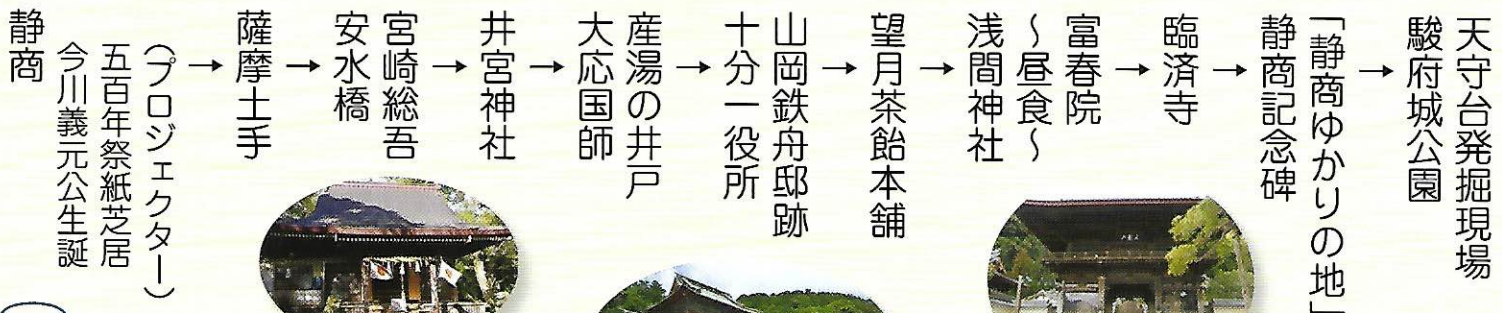 天守台発掘現場
駿府城公園
→
「静商ゆかりの地」
静商記念碑
→
臨済寺
→
富春院
～昼食～
浅間神社
→
望月茶飴本舗
→
山岡鉄舟邸跡
十分一役所
→
産湯の井戸
大応国師
→
井宮神社
→
宮崎総吾
安水橋
→
薩摩土手
→
（プロジェクター）
五百年祭紙芝居
今川義元公生誕
静商